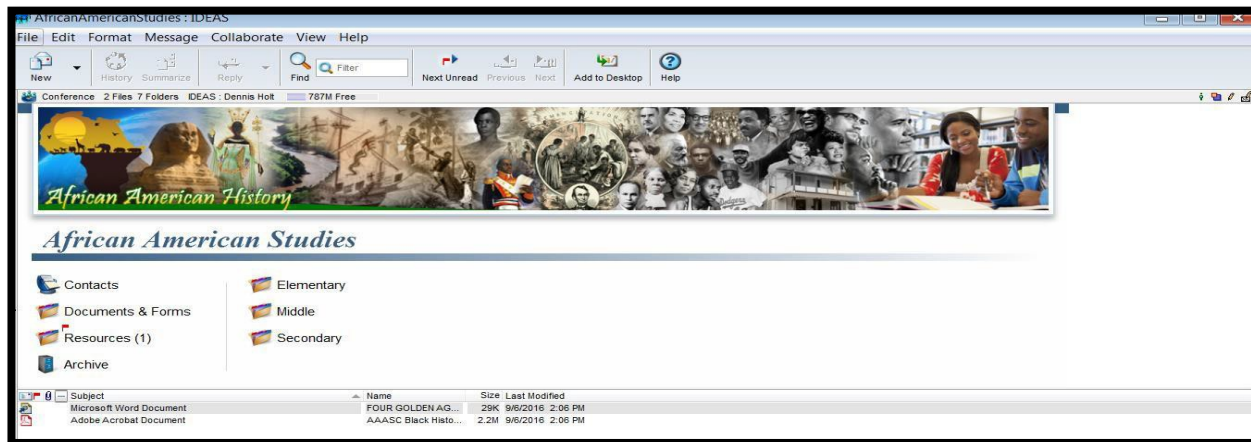 AfricanAmericanStudies : IDEAS
File Edit Format Message Collaborate View Help
New History Summarize Reply Find Filter Next Unread Previous Next Add to Desktop Help
Conference 2 Files 7 Folders IDEAS : Dennis Holt 787M Free
African American History
Dodgers
African American Studies
Contacts Elementary
Documents & Forms Middle
Resources (1) Secondary
Archive
Subject Name Size Last Modified
Microsoft Word Document FOUR GOLDEN AG... 29K 9/6/2016 2:06 PM
Adobe Acrobat Document AAASC Black Histo... 2.2M 9/6/2016 2:06 PM